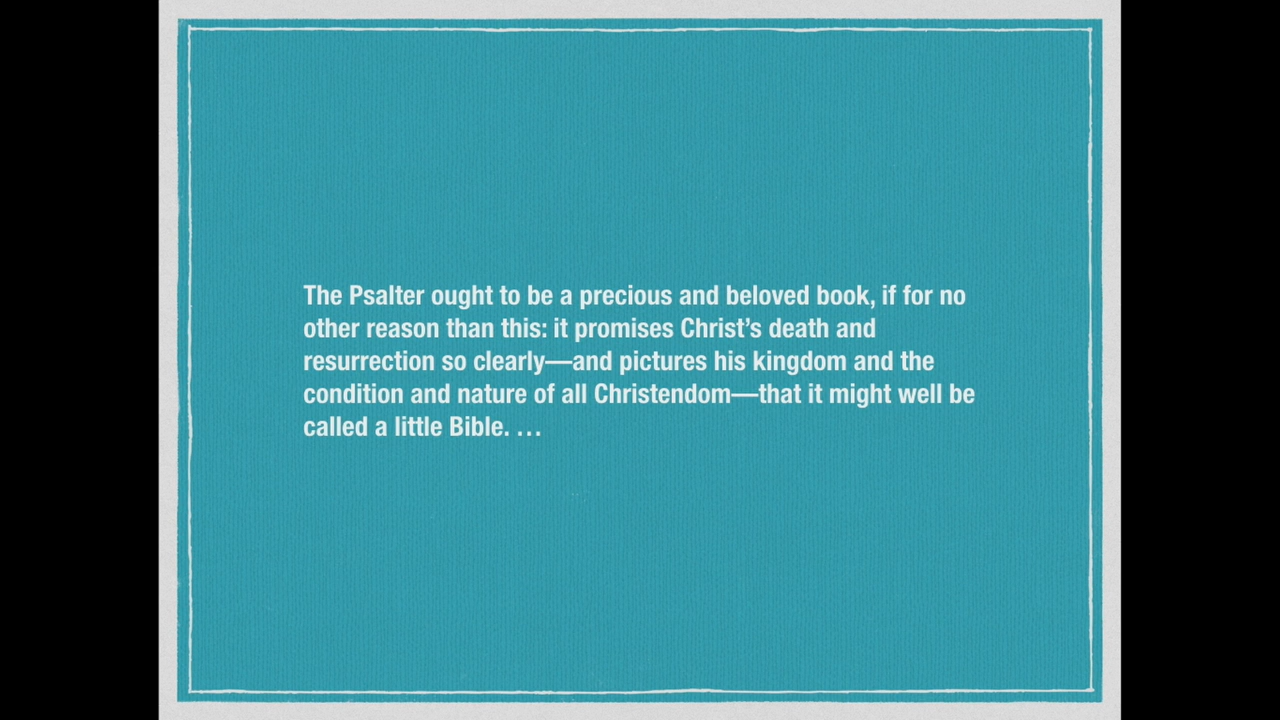 The Psalter ought to be a precious and beloved book, if for no
other reason than this: it promises Christ’s death and
resurrection so clearly—and pictures his kingdom and the
condition and nature of all Christendom—that it might well be
called a little Bible. …